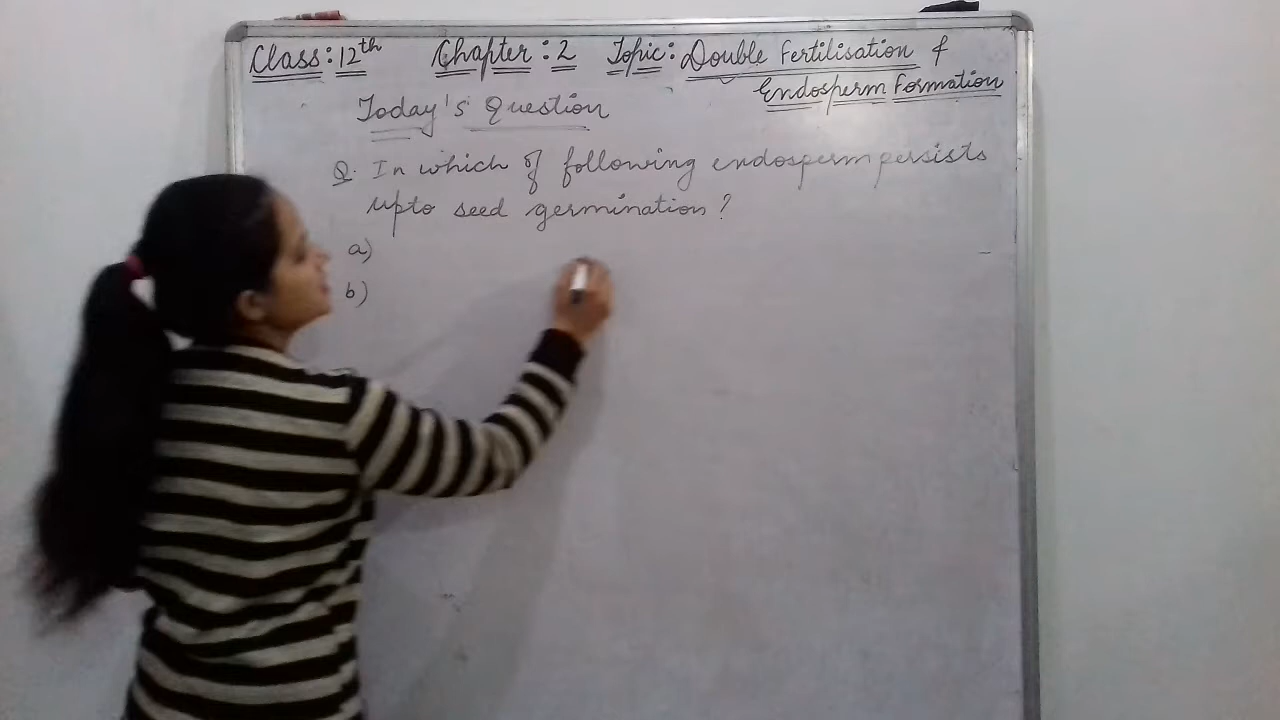 Class: 12th Chapter: 2 Topic: Double Fertilisation &
Endosperm Formation
Today's Question
Q. In which of following endosperm persists
upto seed germination?
a)
b)